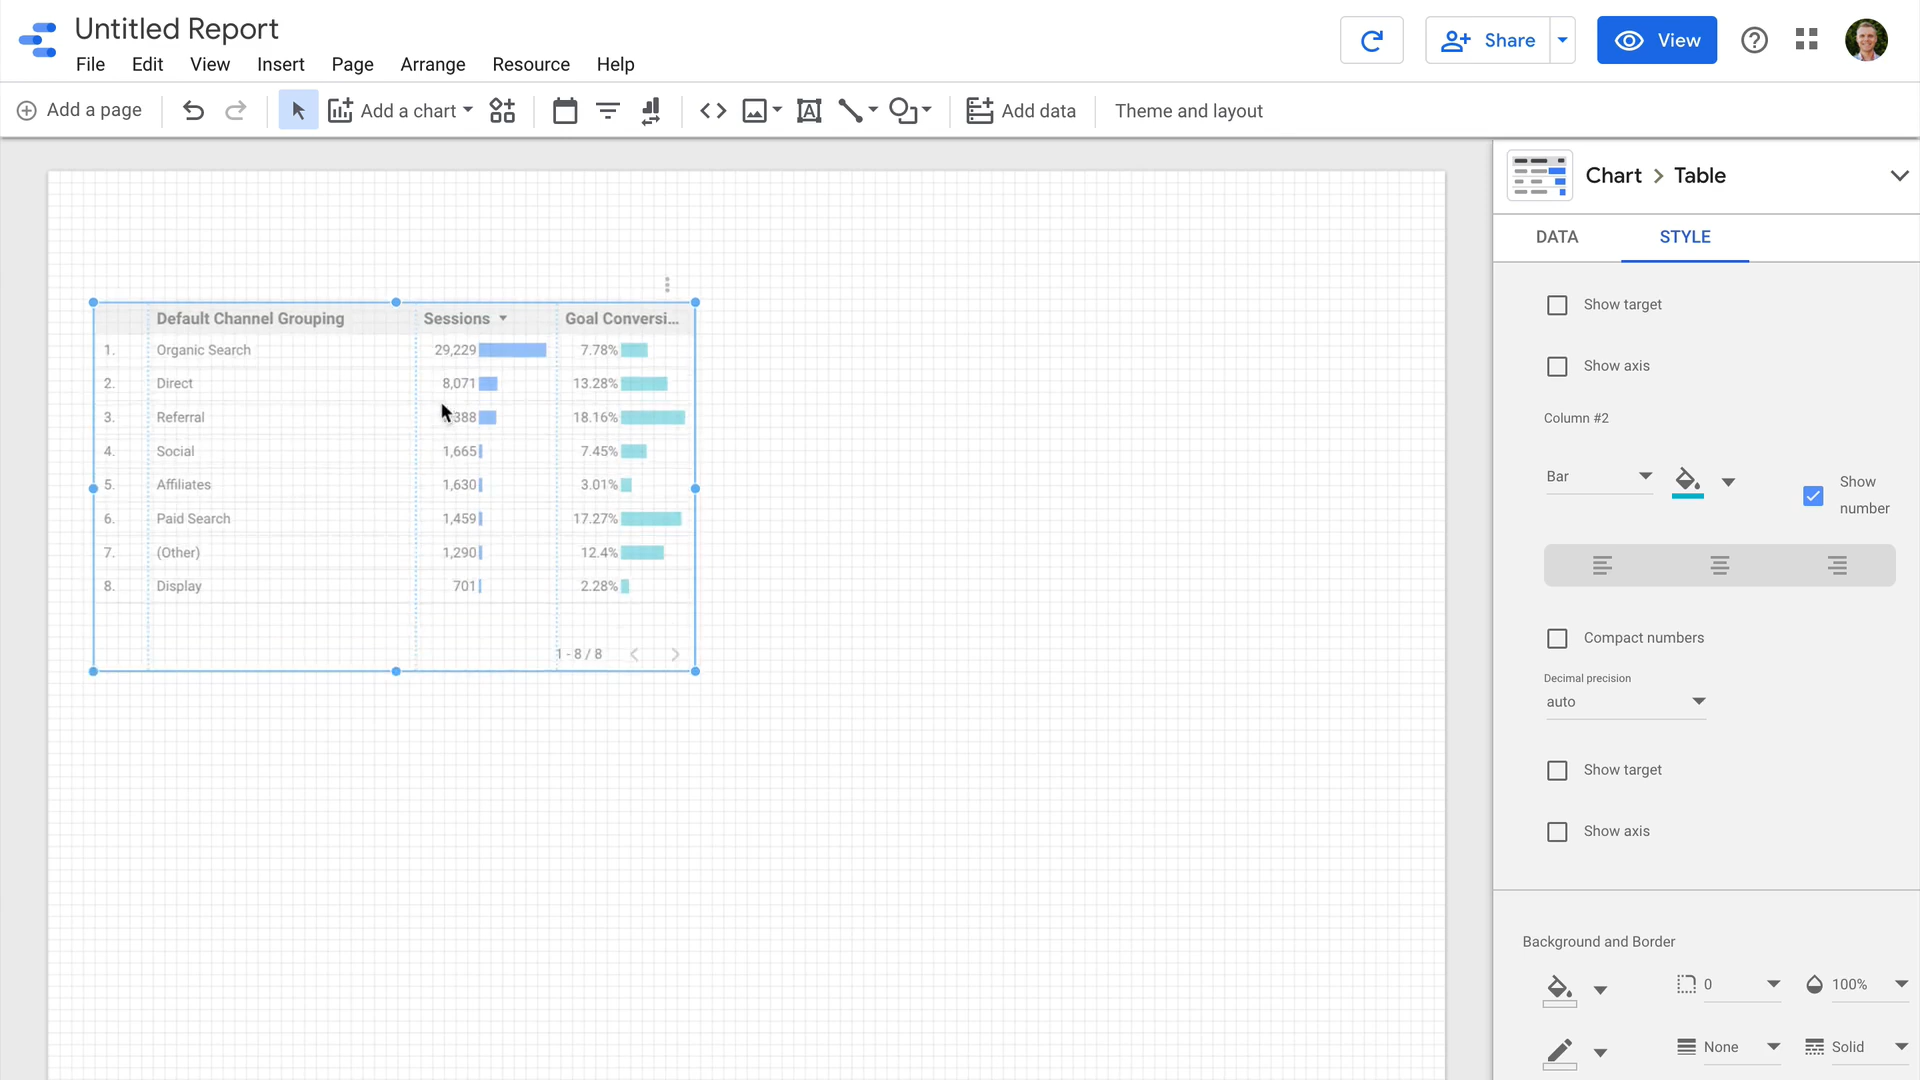 Untitled Report
File Edit View Insert Page Arrange Resource Help
Share View
Add a page Add a chart Add data Theme and layout
Chart > Table
DATA STYLE
Default Channel Grouping Sessions Goal Conversi...
1. Organic Search 29,229 7.78%
2. Direct 8,071 13.28%
3. Referral 388 18.16%
4. Social 1,665 7.45%
5. Affiliates 1,630 3.01%
6. Paid Search 1,459 17.27%
7. (Other) 1,290 12.4%
8. Display 701 2.28%
1 - 8 / 8
Show target
Show axis
Column #2
Bar Show
number
Compact numbers
Decimal precision
auto
Show target
Show axis
Background and Border
0 100%
None Solid